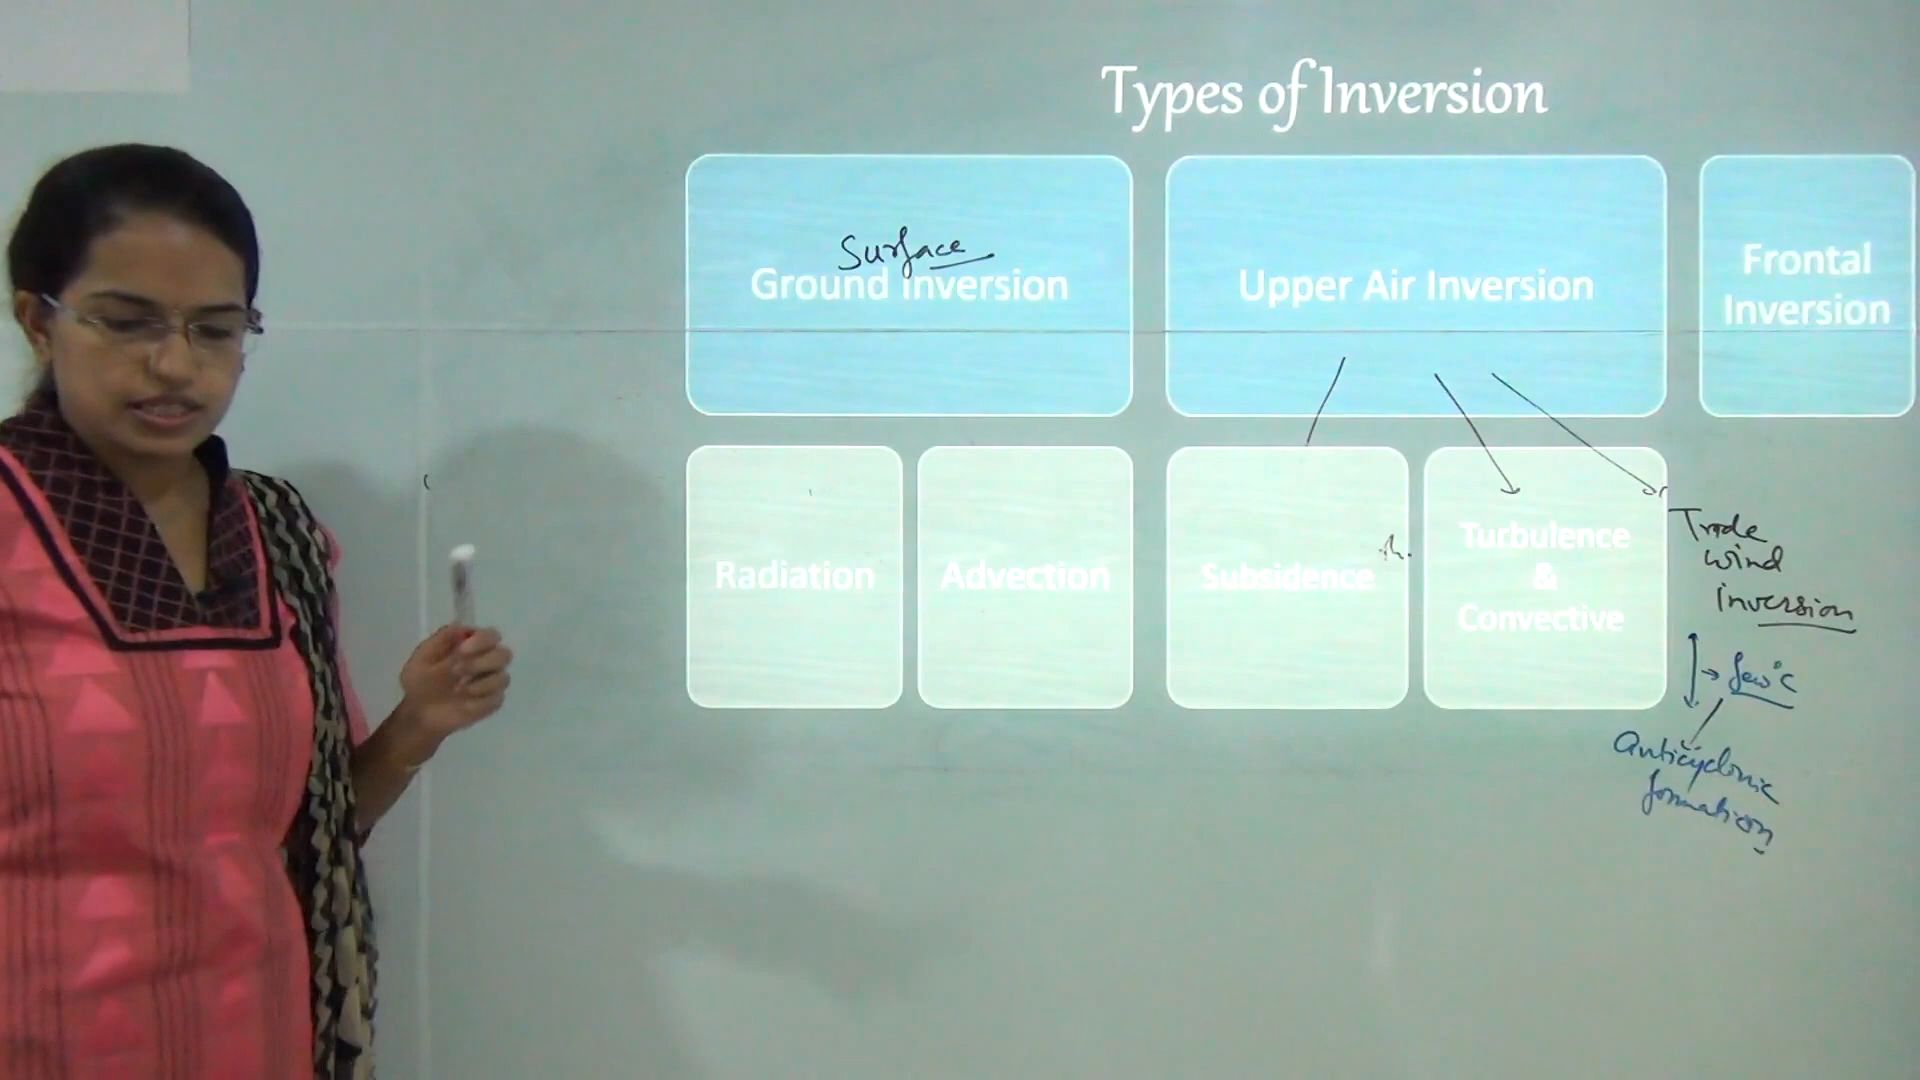 Types of Inversion
Surface
Ground Inversion
Upper Air Inversion
Frontal
Inversion
Radiation
Advection
Subsidence
Turbulence
&
Convective
Trade
wind
inversion
→ few °C
Anticyclonic
formation